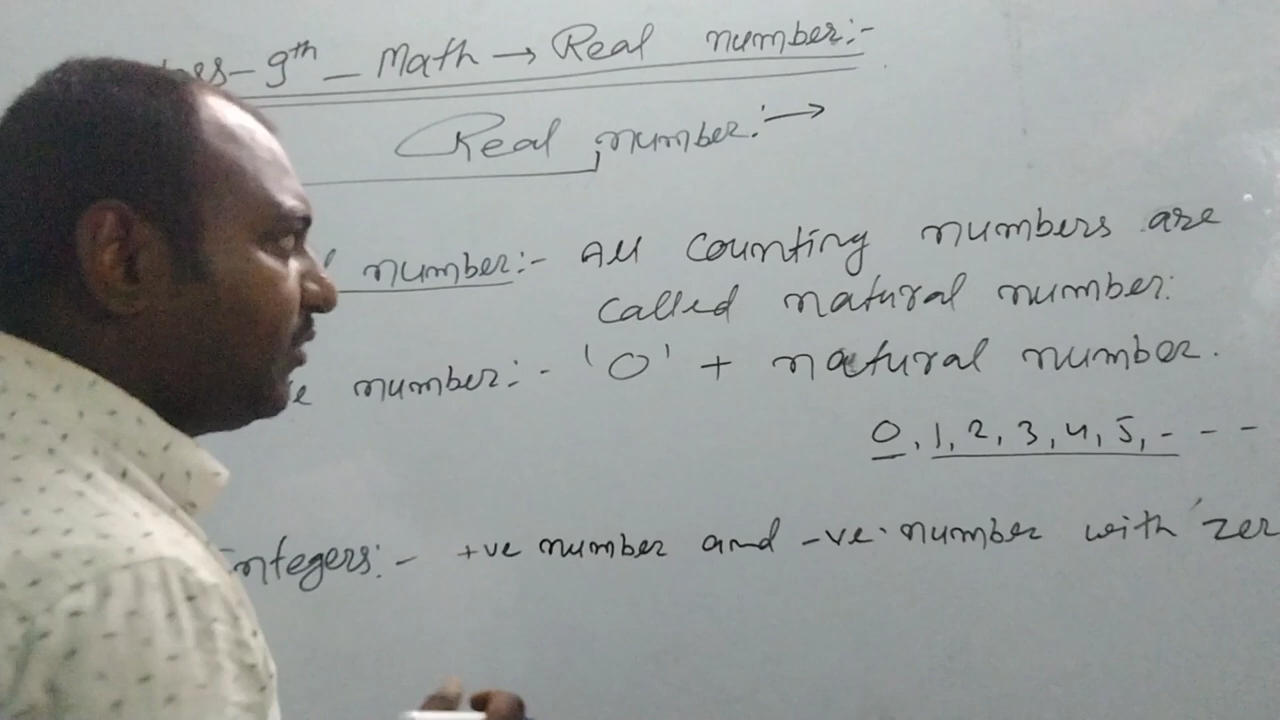 9th - Math → Real number:-
Real number:→
number:- All counting numbers are
called natural number.
number:- '0' + natural number.
0, 1, 2, 3, 4, 5, - - -
Integers:- +ve number and -ve number with zer